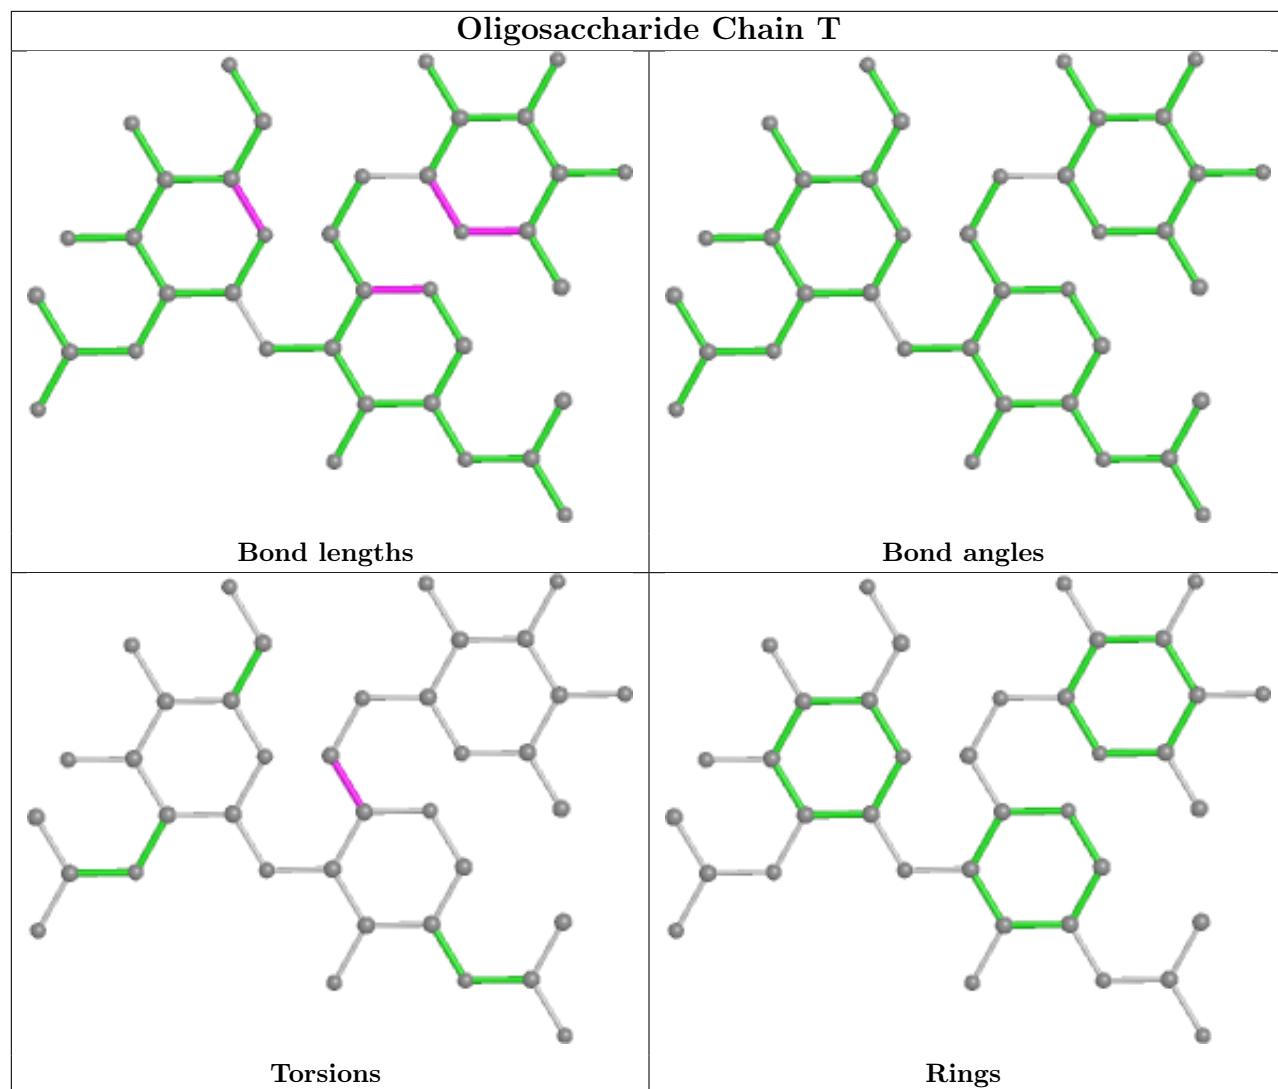 Oligosaccharide Chain T
Bond lengths
Bond angles
Torsions
Rings